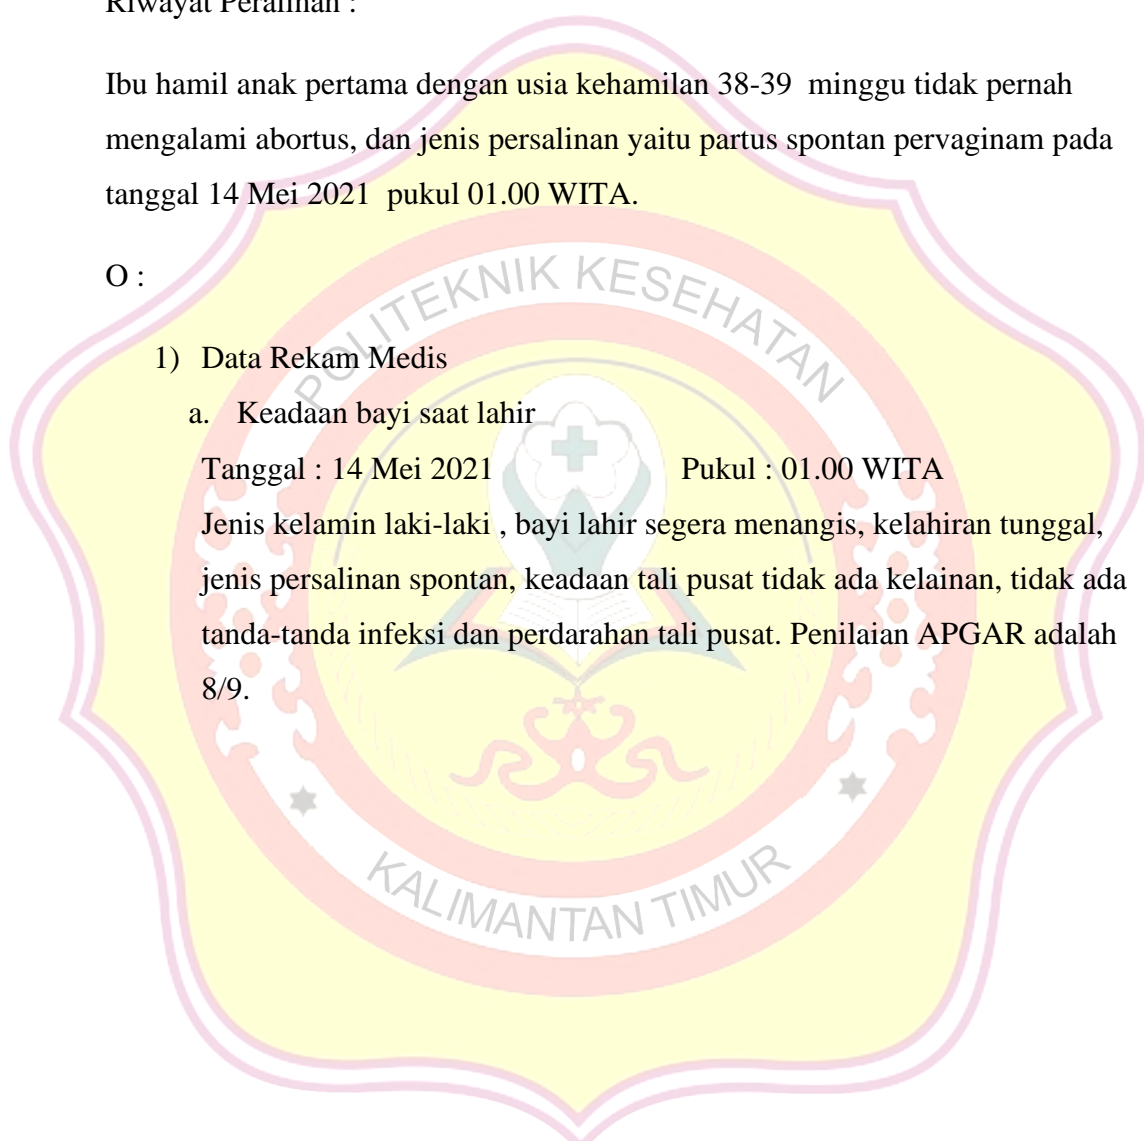 Riwayat Peralinan :
Ibu hamil anak pertama dengan usia kehamilan 38-39 minggu tidak pernah
mengalami abortus, dan jenis persalinan yaitu partus spontan pervaginam pada
tanggal 14 Mei 2021 pukul 01.00 WITA.
O :
POLITEKNIK KESEHATAN
1) Data Rekam Medis
a. Keadaan bayi saat lahir
Tanggal : 14 Mei 2021 Pukul : 01.00 WITA
Jenis kelamin laki-laki , bayi lahir segera menangis, kelahiran tunggal,
jenis persalinan spontan, keadaan tali pusat tidak ada kelainan, tidak ada
tanda-tanda infeksi dan perdarahan tali pusat. Penilaian APGAR adalah
8/9.
KALIMANTAN TIMUR